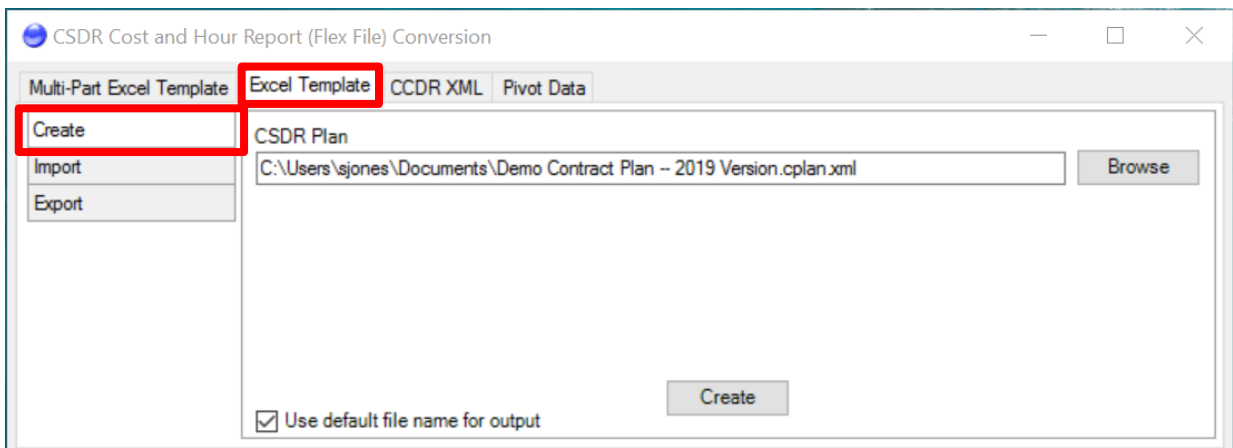 CSDR Cost and Hour Report (Flex File) Conversion
Multi-Part Excel Template Excel Template CCDR XML Pivot Data
Create
Import
Export
CSDR Plan
C:\Users\sjones\Documents\Demo Contract Plan -- 2019 Version.cplan.xml
Browse
Create
Use default file name for output